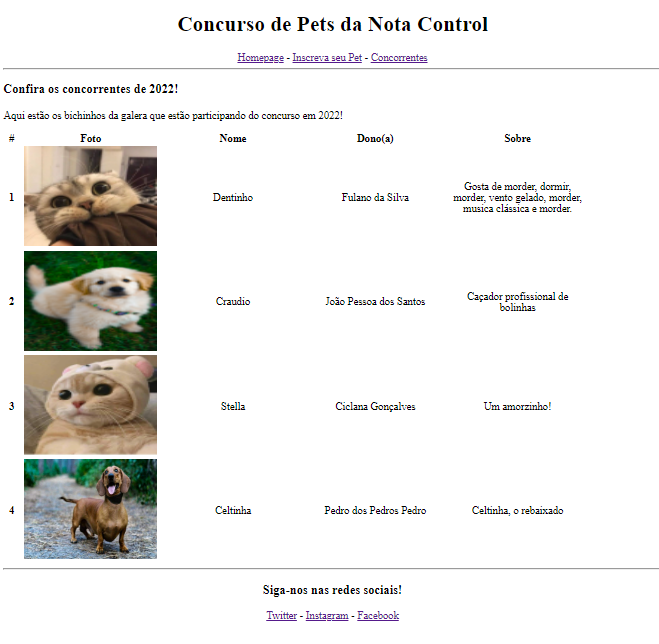 Concurso de Pets da Nota Control
Homepage - Inscreva seu Pet - Concorrentes
Confira os concorrentes de 2022!
Aqui estão os bichinhos da galera que estão participando do concurso em 2022!
# Foto Nome Dono(a) Sobre
1 Dentinho Fulano da Silva Gosta de morder, dormir,
morder, vento gelado, morder,
musica clássica e morder.
2 Craudio João Pessoa dos Santos Caçador profissional de
bolinhas
3 Stella Ciclana Gonçalves Um amorzinho!
4 Celtinha Pedro dos Pedros Pedro Celtinha, o rebaixado
Siga-nos nas redes sociais!
Twitter - Instagram - Facebook